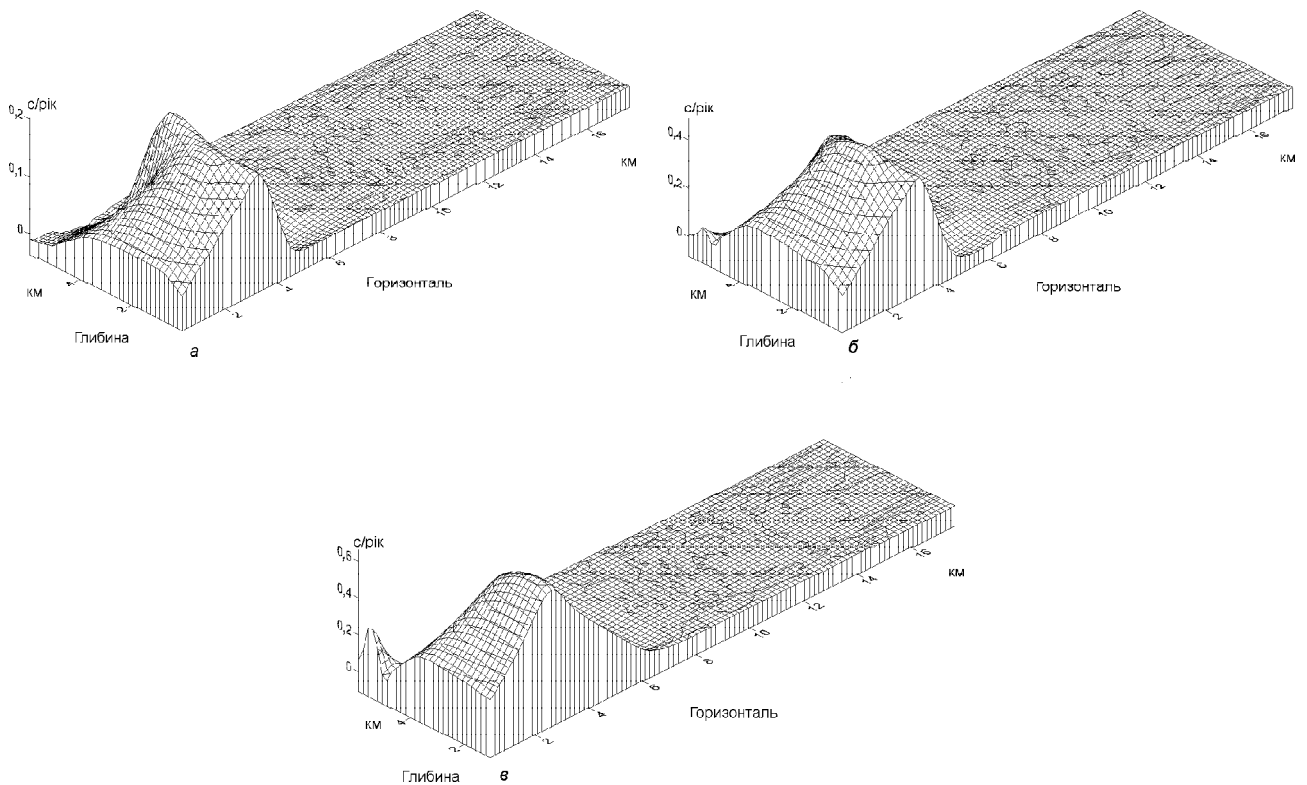 с/рік
0,2
0,1
0
км
4
2
Глибина
а
2
4
6
8
10
12
14
16
км
Горизонталь
с/рік
0,4
0,2
0
км
4
2
Глибина
б
2
4
6
8
10
12
14
16
км
Горизонталь
с/рік
0,6
0,4
0,2
0
км
4
2
Глибина
в
2
4
6
8
10
12
14
16
км
Горизонталь